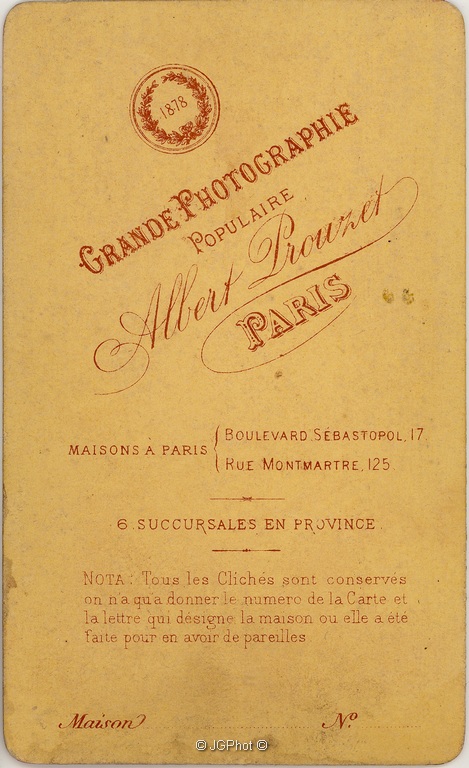 1878
GRANDE PHOTOGRAPHIE
POPULAIRE
Albert Prouzet
PARIS
MAISONS À PARIS
BOULEVARD SÉBASTOPOL, 17.
RUE MONTMARTRE, 125.
6. SUCCURSALES EN PROVINCE.
NOTA: Tous les Clichés sont conservés
on n'a qu'a donner le numero de la Carte et
la lettre qui désigne la maison ou elle a été
faite pour en avoir de pareilles.
Maison Nº
© JGPhot ©